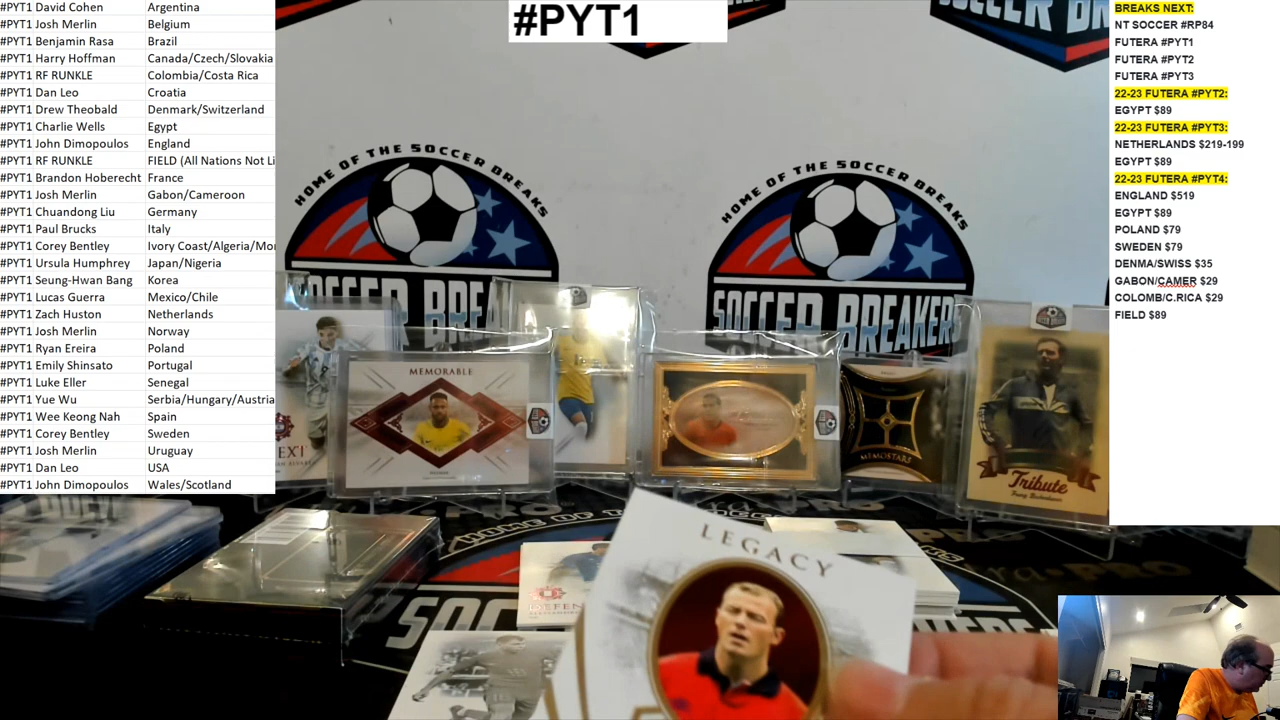 #PYT1
#PYT1 David Cohen Argentina
#PYT1 Josh Merlin Belgium
#PYT1 Benjamin Rasa Brazil
#PYT1 Harry Hoffman Canada/Czech/Slovakia
#PYT1 RF RUNKLE Colombia/Costa Rica
#PYT1 Dan Leo Croatia
#PYT1 Drew Theobald Denmark/Switzerland
#PYT1 Charlie Wells Egypt
#PYT1 John Dimopoulos England
#PYT1 RF RUNKLE FIELD (All Nations Not Li
#PYT1 Brandon Hoberecht France
#PYT1 Josh Merlin Gabon/Cameroon
#PYT1 Chuandong Liu Germany
#PYT1 Paul Brucks Italy
#PYT1 Corey Bentley Ivory Coast/Algeria/Mor
#PYT1 Ursula Humphrey Japan/Nigeria
#PYT1 Seung-Hwan Bang Korea
#PYT1 Lucas Guerra Mexico/Chile
#PYT1 Zach Huston Netherlands
#PYT1 Josh Merlin Norway
#PYT1 Ryan Ereira Poland
#PYT1 Emily Shinsato Portugal
#PYT1 Luke Eller Senegal
#PYT1 Yue Wu Serbia/Hungary/Austria
#PYT1 Wee Keong Nah Spain
#PYT1 Corey Bentley Sweden
#PYT1 Josh Merlin Uruguay
#PYT1 Dan Leo USA
#PYT1 John Dimopoulos Wales/Scotland
BREAKS NEXT:
NT SOCCER #RP84
FUTERA #PYT1
FUTERA #PYT2
FUTERA #PYT3
22-23 FUTERA #PYT2:
EGYPT $89
22-23 FUTERA #PYT3:
NETHERLANDS $219-199
EGYPT $89
22-23 FUTERA #PYT4:
ENGLAND $519
EGYPT $89
POLAND $79
SWEDEN $79
DENMA/SWISS $35
GABON/CAMER $29
COLOMB/C.RICA $29
FIELD $89
SOCCER BREAKERS
HOME OF THE SOCCER BREAKS
SOCCER BREA
HOME OF THE SOCCER BREAKS
SOCCER BREAKERS
MEMORABLE
MEMOSTARS
Tribute
LEGACY